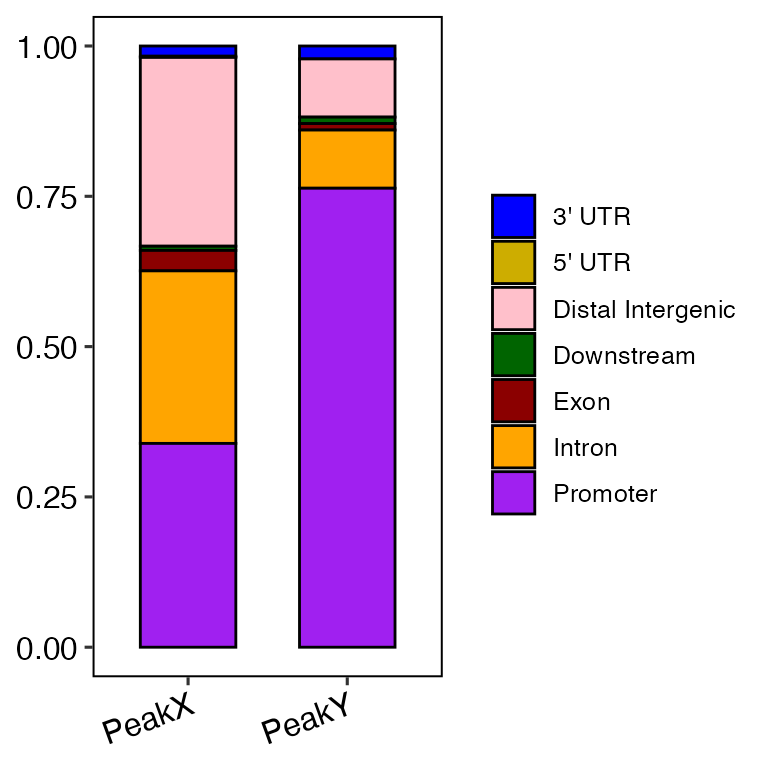 1.00
0.75
0.50
0.25
0.00
PeakX
PeakY
3' UTR
5' UTR
Distal Intergenic
Downstream
Exon
Intron
Promoter